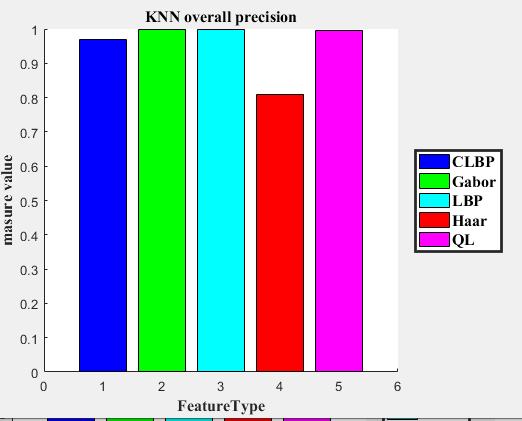 KNN overall precision
1
0.9
0.8
0.7
0.6
0.5
0.4
0.3
0.2
0.1
0
masure value
0 1 2 3 4 5 6
FeatureType
CLBP
Gabor
LBP
Haar
QL